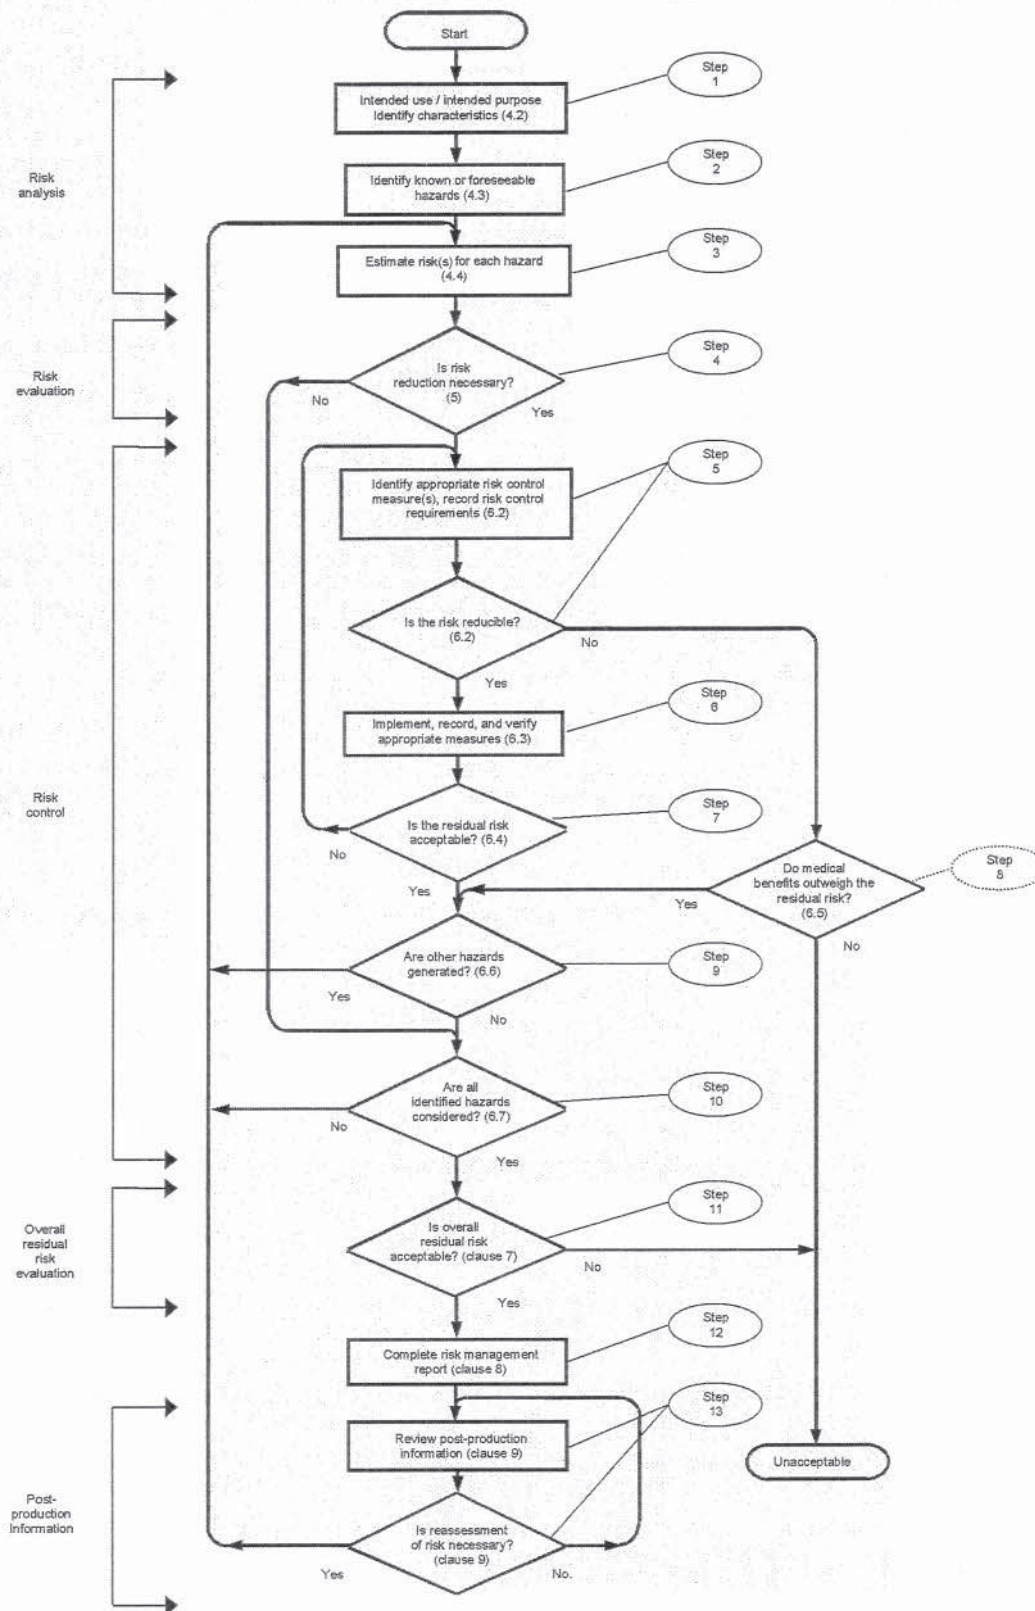 Start
Step
1
Intended use / intended purpose
Identify characteristics (4.2)
Step
2
Risk
analysis
Identify known or foreseeable
hazards (4.3)
Step
3
Estimate risk(s) for each hazard
(4.4)
Step
4
Is risk
reduction necessary?
(5)
Risk
evaluation
No
Yes
Step
5
Identify appropriate risk control
measure(s), record risk control
requirements (6.2)
Is the risk reducible?
(6.2)
No
Yes
Step
6
Implement, record, and verify
appropriate measures (6.3)
Risk
control
Step
7
Is the residual risk
acceptable? (6.4)
No
Yes
Do medical
benefits outweigh the
residual risk?
(6.5)
Step
8
Yes
No
Are other hazards
generated? (6.6)
Step
9
Yes
No
Are all
identified hazards
considered? (6.7)
Step
10
No
Yes
Step
11
Overall
residual
risk
evaluation
Is overall
residual risk
acceptable? (clause 7)
No
Yes
Step
12
Complete risk management
report (clause 8)
Step
13
Review post-production
information (clause 9)
Unacceptable
Post-
production
Information
Is reassessment
of risk necessary?
(clause 9)
Yes
No.